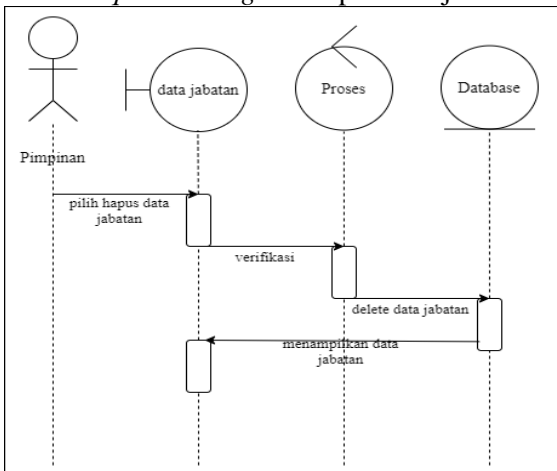 data jabatan
Proses
Database
Pimpinan
pilih hapus data
jabatan
verifikasi
delete data jabatan
menampilkan data
jabatan